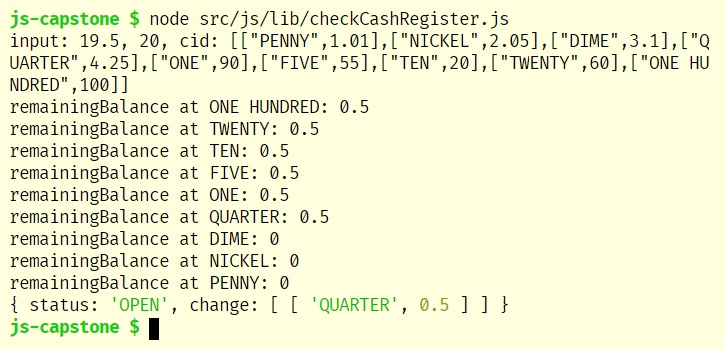 js-capstone $ node src/js/lib/checkCashRegister.js
input: 19.5, 20, cid: [["PENNY",1.01],["NICKEL",2.05],["DIME",3.1],["Q
UARTER",4.25],["ONE",90],["FIVE",55],["TEN",20],["TWENTY",60],["ONE HU
NDRED",100]]
remainingBalance at ONE HUNDRED: 0.5
remainingBalance at TWENTY: 0.5
remainingBalance at TEN: 0.5
remainingBalance at FIVE: 0.5
remainingBalance at ONE: 0.5
remainingBalance at QUARTER: 0.5
remainingBalance at DIME: 0
remainingBalance at NICKEL: 0
remainingBalance at PENNY: 0
{ status: 'OPEN', change: [ [ 'QUARTER', 0.5 ] ] }
js-capstone $